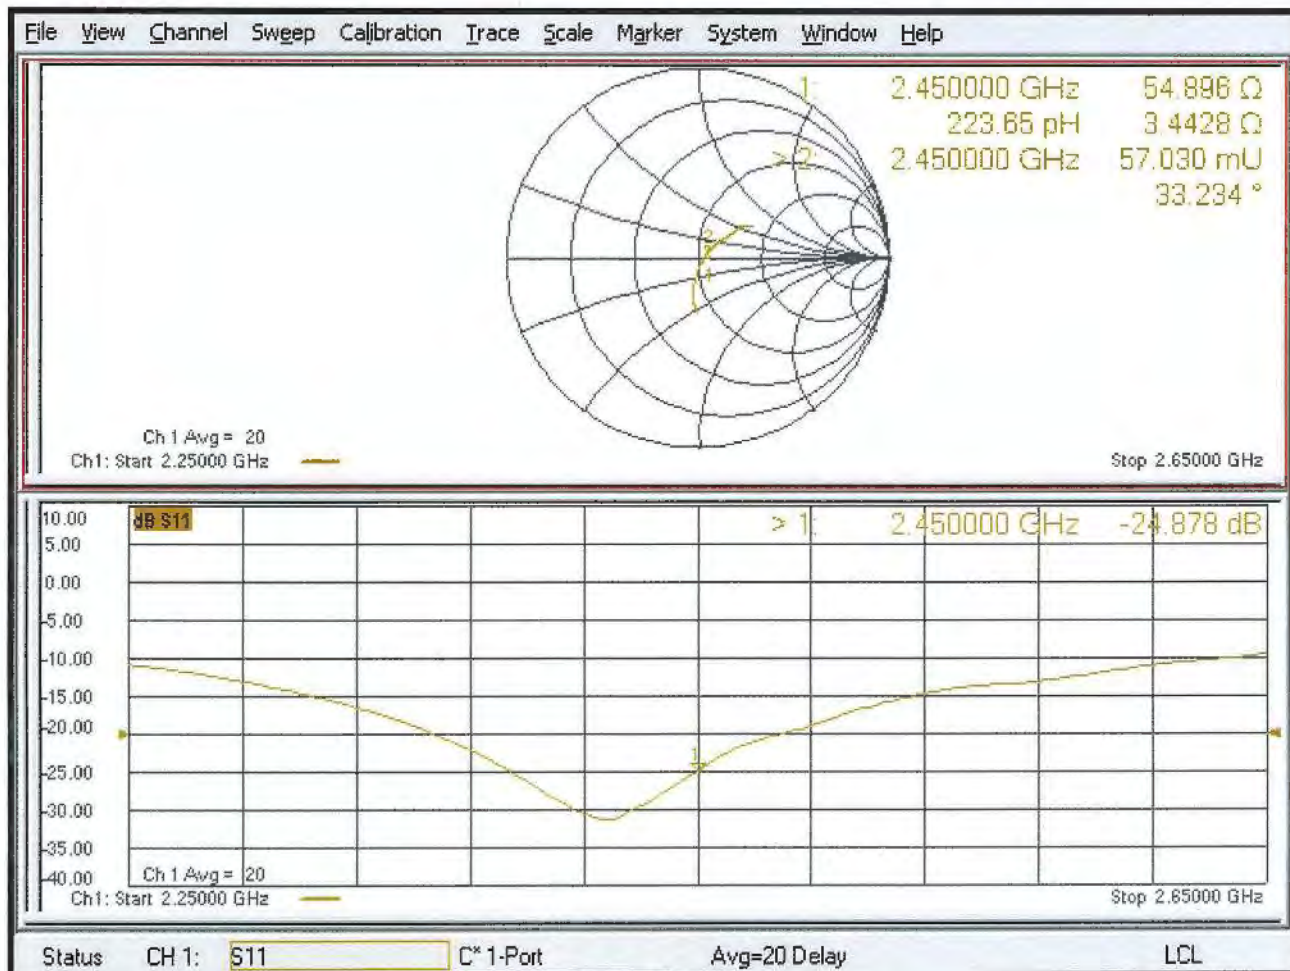 File View Channel Sweep Calibration Trace Scale Marker System Window Help
1: 2.450000 GHz 54.896 Ω
223.65 pH 3.4428 Ω
> 2: 2.450000 GHz 57.030 mU
33.234 °
2
1
Ch 1 Avg = 20
Ch1: Start 2.25000 GHz
Stop 2.65000 GHz
dB S11
> 1: 2.450000 GHz -24.878 dB
10.00
5.00
0.00
-5.00
-10.00
-15.00
-20.00
-25.00
-30.00
-35.00
-40.00
1
Ch 1 Avg = 20
Ch1: Start 2.25000 GHz
Stop 2.65000 GHz
Status CH 1: S11 C* 1-Port Avg=20 Delay LCL